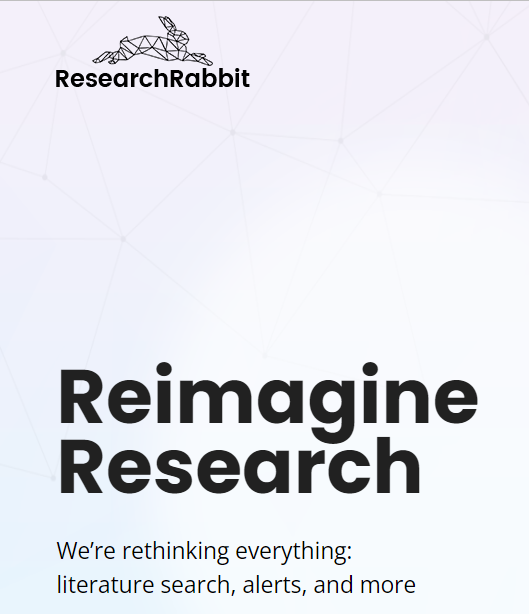 ResearchRabbit
Reimagine
Research
We’re rethinking everything:
literature search, alerts, and more